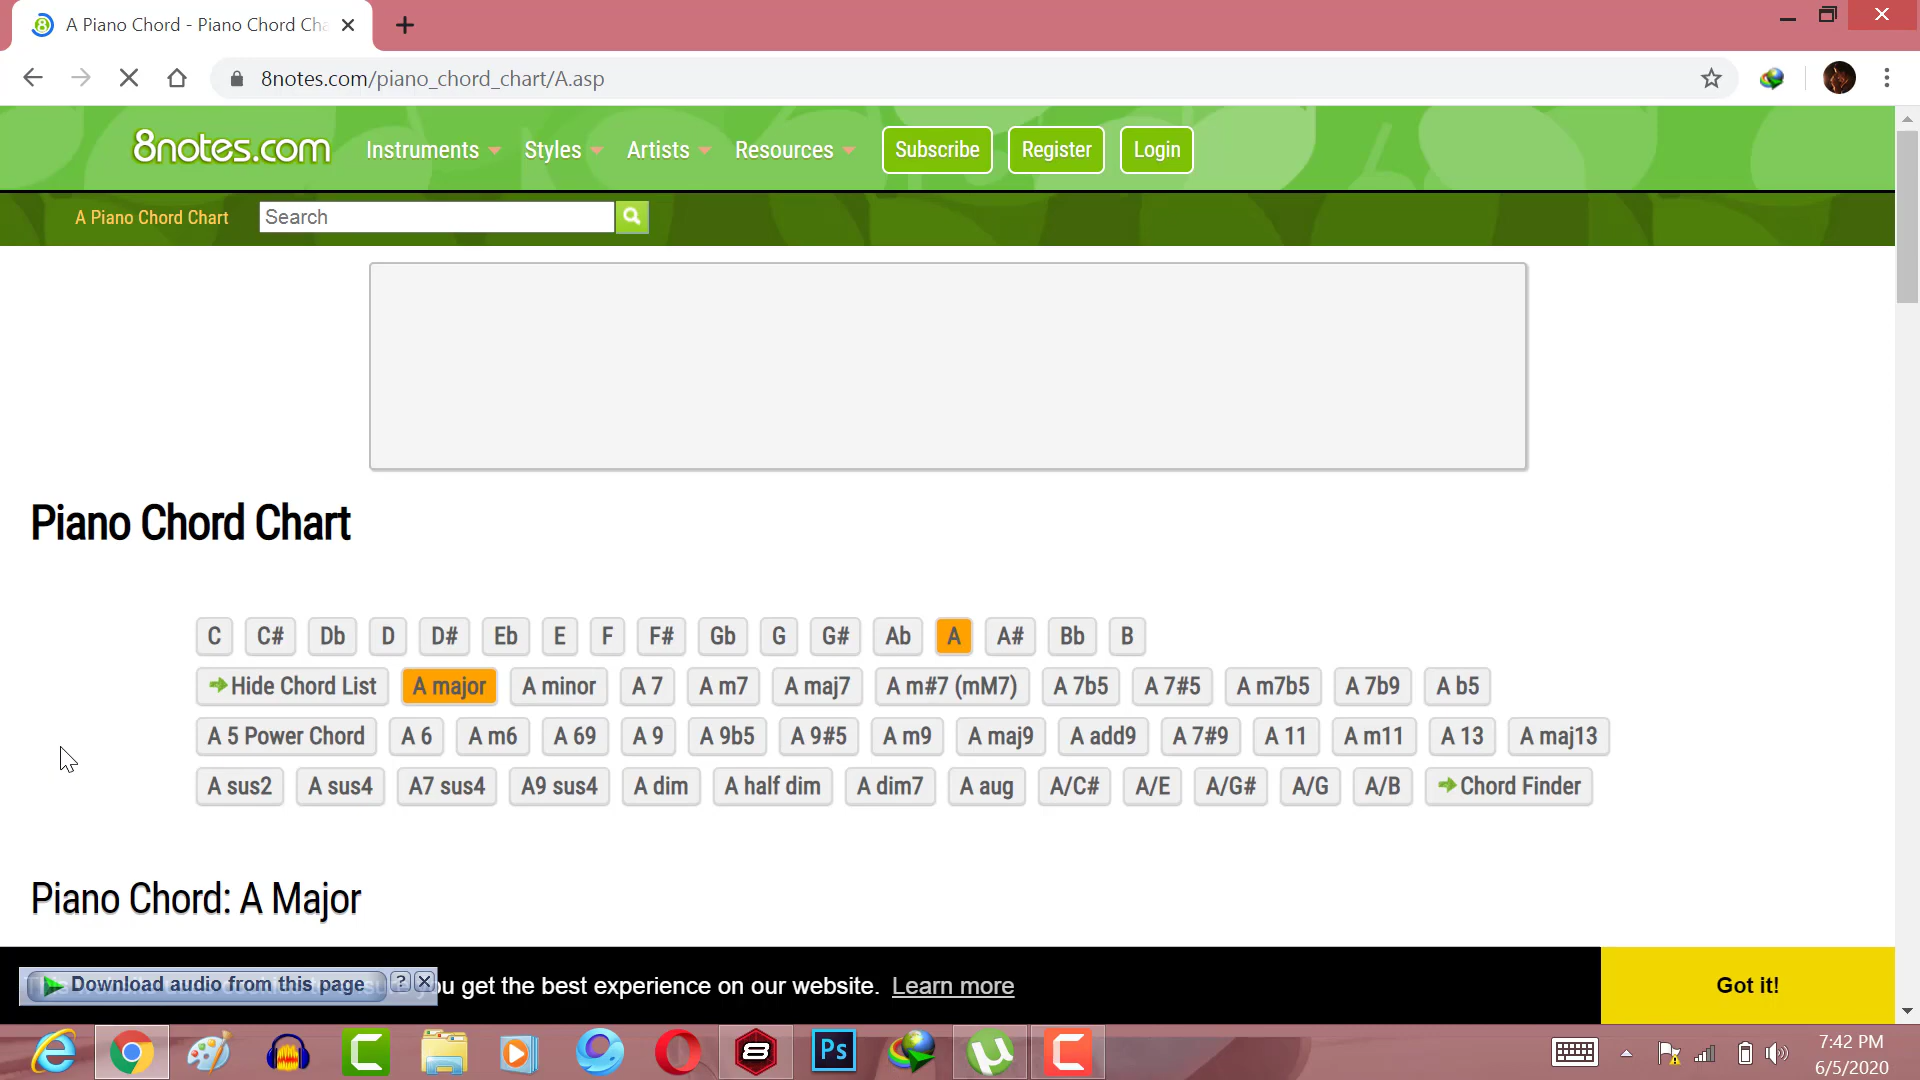 A Piano Chord - Piano Chord Cha
8notes.com/piano_chord_chart/A.asp
8notes.com Instruments Styles Artists Resources Subscribe Register Login
A Piano Chord Chart Search
Piano Chord Chart
C C# Db D D# Eb E F F# Gb G G# Ab A A# Bb B
Hide Chord List A major A minor A 7 A m7 A maj7 A m#7 (mM7) A 7b5 A 7#5 A m7b5 A 7b9 A b5
A 5 Power Chord A 6 A m6 A 69 A 9 A 9b5 A 9#5 A m9 A maj9 A add9 A 7#9 A 11 A m11 A 13 A maj13
A sus2 A sus4 A7 sus4 A9 sus4 A dim A half dim A dim7 A aug A/C# A/E A/G# A/G A/B Chord Finder
Piano Chord: A Major
Download audio from this page ? u get the best experience on our website. Learn more Got it!
Ps
7:42 PM
6/5/2020